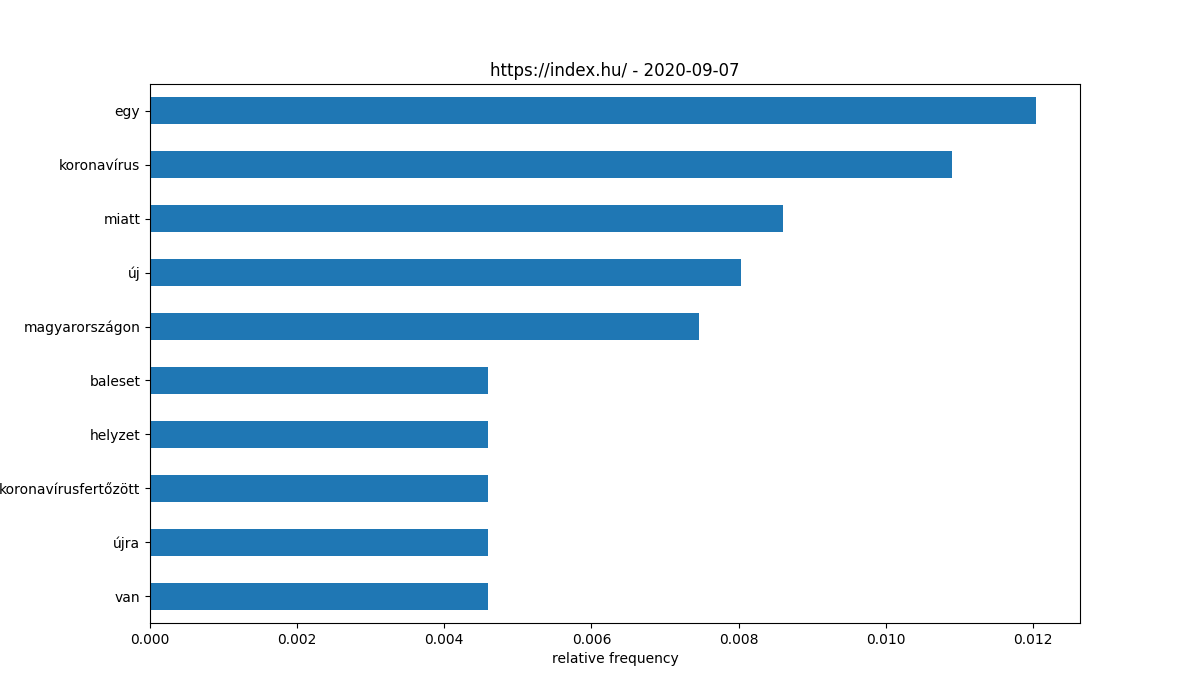 https://index.hu/ - 2020-09-07
egy
koronavírus
miatt
új
magyarországon
baleset
helyzet
koronavírusfertőzött
újra
van
0.000 0.002 0.004 0.006 0.008 0.010 0.012
relative frequency